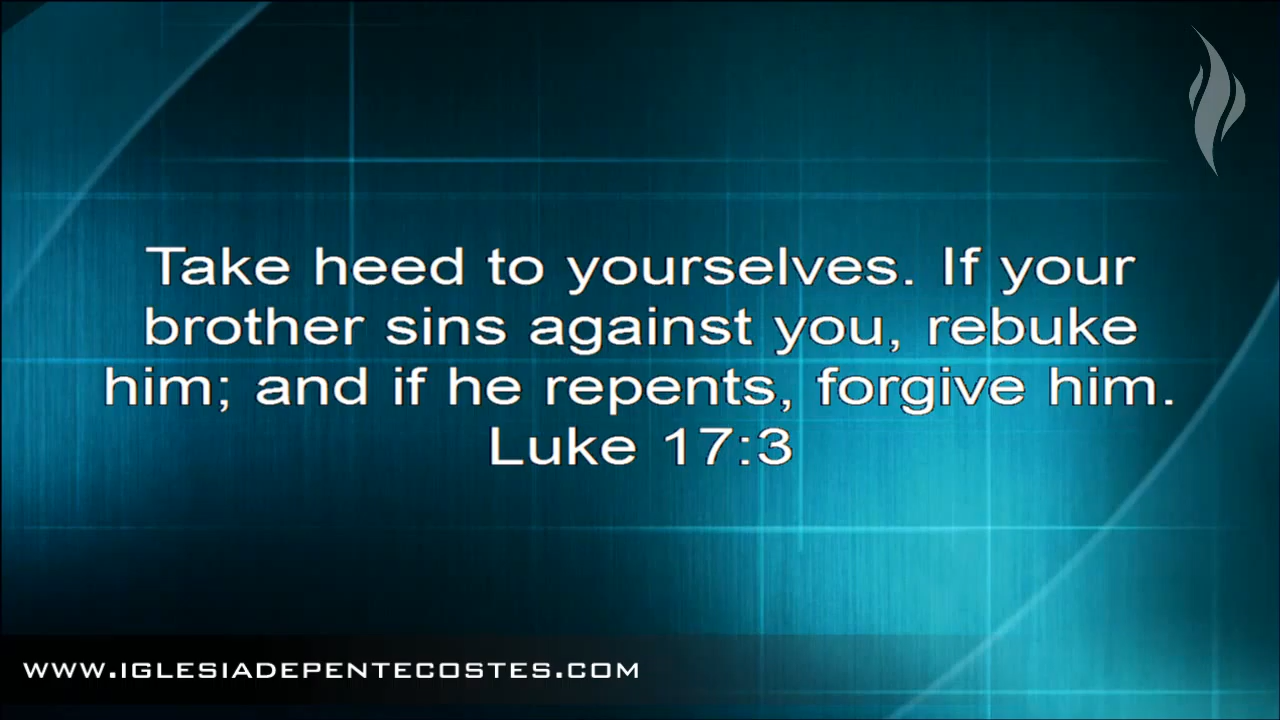 Take heed to yourselves. If your
brother sins against you, rebuke
him; and if he repents, forgive him.
Luke 17:3
WWW.IGLESIADEPENTECOSTES.COM